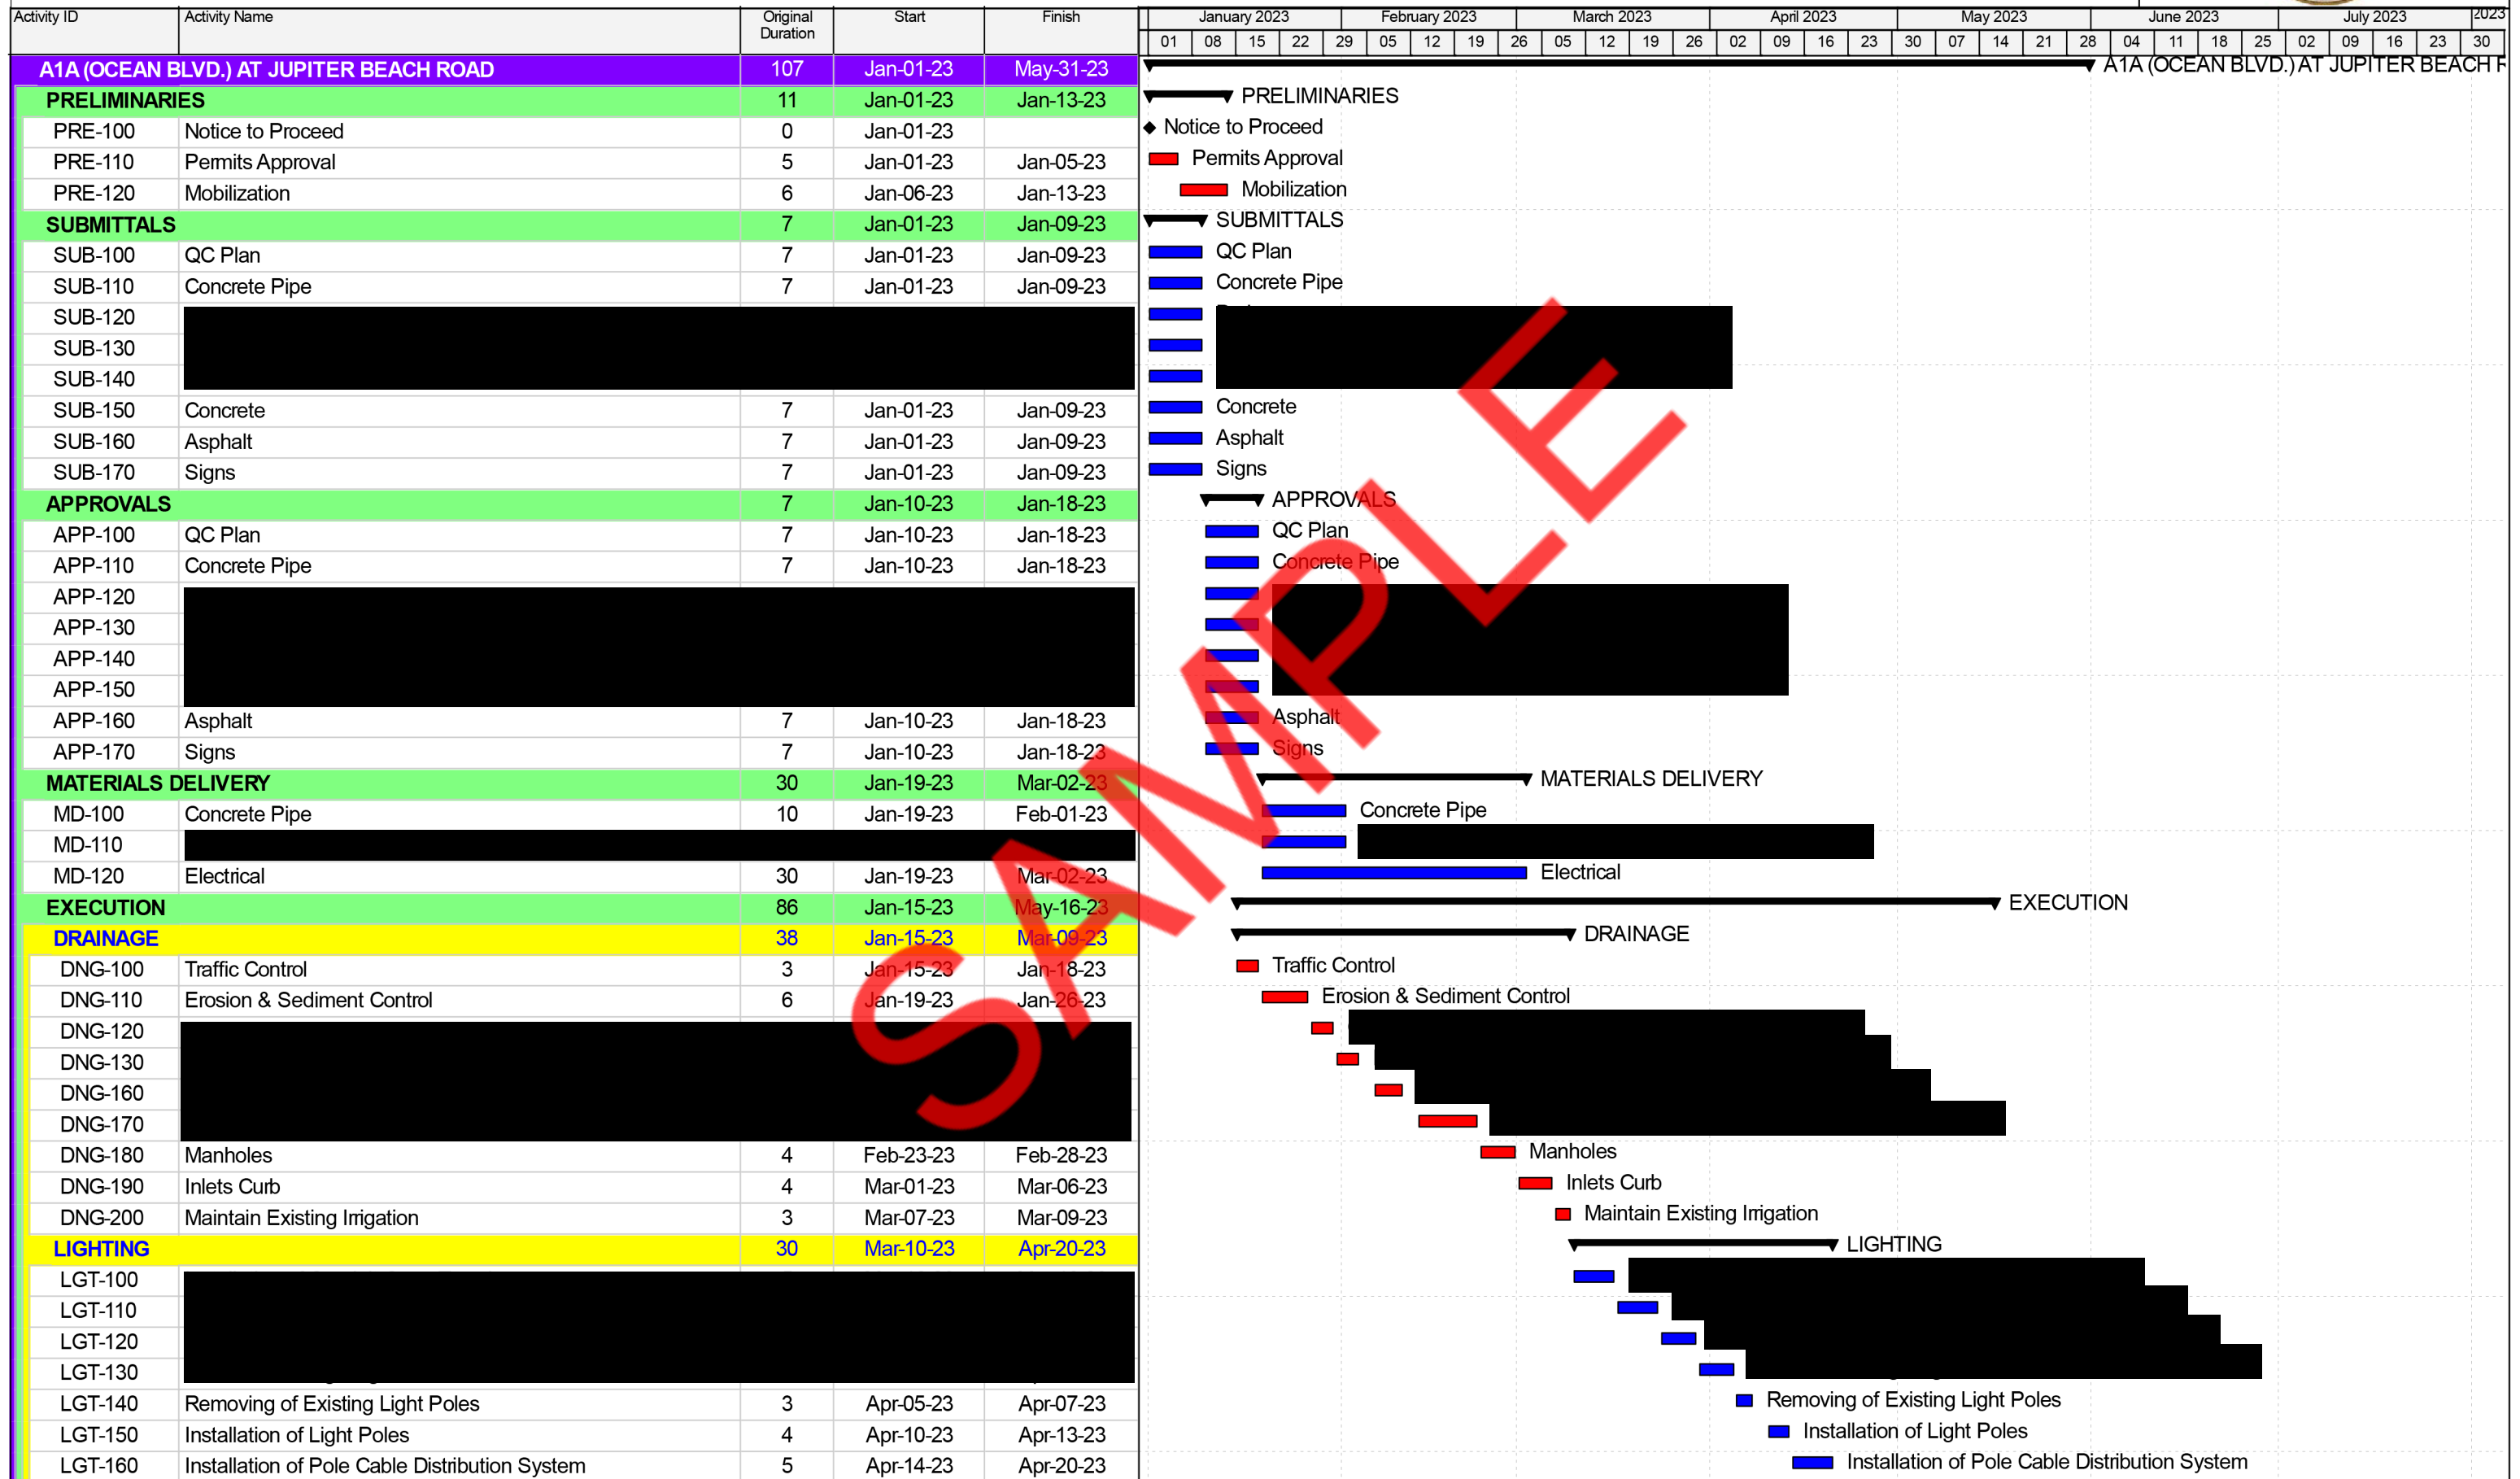 Activity ID Activity Name Original Duration Start Finish January 2023 February 2023 March 2023 April 2023 May 2023 June 2023 July 2023 2023
01 08 15 22 29 05 12 19 26 05 12 19 26 02 09 16 23 30 07 14 21 28 04 11 18 25 02 09 16 23 30
A1A (OCEAN BLVD.) AT JUPITER BEACH ROAD 107 Jan-01-23 May-31-23 A1A (OCEAN BLVD.) AT JUPITER BEACH
PRELIMINARIES 11 Jan-01-23 Jan-13-23 PRELIMINARIES
PRE-100 Notice to Proceed 0 Jan-01-23 Notice to Proceed
PRE-110 Permits Approval 5 Jan-01-23 Jan-05-23 Permits Approval
PRE-120 Mobilization 6 Jan-06-23 Jan-13-23 Mobilization
SUBMITTALS 7 Jan-01-23 Jan-09-23 SUBMITTALS
SUB-100 QC Plan 7 Jan-01-23 Jan-09-23 QC Plan
SUB-110 Concrete Pipe 7 Jan-01-23 Jan-09-23 Concrete Pipe
SUB-120
SUB-130
SUB-140
SUB-150 Concrete 7 Jan-01-23 Jan-09-23 Concrete
SUB-160 Asphalt 7 Jan-01-23 Jan-09-23 Asphalt
SUB-170 Signs 7 Jan-01-23 Jan-09-23 Signs
APPROVALS 7 Jan-10-23 Jan-18-23 APPROVALS
APP-100 QC Plan 7 Jan-10-23 Jan-18-23 QC Plan
APP-110 Concrete Pipe 7 Jan-10-23 Jan-18-23 Concrete Pipe
APP-120
APP-130
APP-140
APP-150
APP-160 Asphalt 7 Jan-10-23 Jan-18-23 Asphalt
APP-170 Signs 7 Jan-10-23 Jan-18-23 Signs
MATERIALS DELIVERY 30 Jan-19-23 Mar-02-23 MATERIALS DELIVERY
MD-100 Concrete Pipe 10 Jan-19-23 Feb-01-23 Concrete Pipe
MD-110
MD-120 Electrical 30 Jan-19-23 Mar-02-23 Electrical
EXECUTION 86 Jan-15-23 May-16-23 EXECUTION
DRAINAGE 38 Jan-15-23 Mar-09-23 DRAINAGE
DNG-100 Traffic Control 3 Jan-15-23 Jan-18-23 Traffic Control
DNG-110 Erosion & Sediment Control 6 Jan-19-23 Jan-26-23 Erosion & Sediment Control
DNG-120
DNG-130
DNG-160
DNG-170
DNG-180 Manholes 4 Feb-23-23 Feb-28-23 Manholes
DNG-190 Inlets Curb 4 Mar-01-23 Mar-06-23 Inlets Curb
DNG-200 Maintain Existing Irrigation 3 Mar-07-23 Mar-09-23 Maintain Existing Irrigation
LIGHTING 30 Mar-10-23 Apr-20-23 LIGHTING
LGT-100
LGT-110
LGT-120
LGT-130
LGT-140 Removing of Existing Light Poles 3 Apr-05-23 Apr-07-23 Removing of Existing Light Poles
LGT-150 Installation of Light Poles 4 Apr-10-23 Apr-13-23 Installation of Light Poles
LGT-160 Installation of Pole Cable Distribution System 5 Apr-14-23 Apr-20-23 Installation of Pole Cable Distribution System
SAMPLE